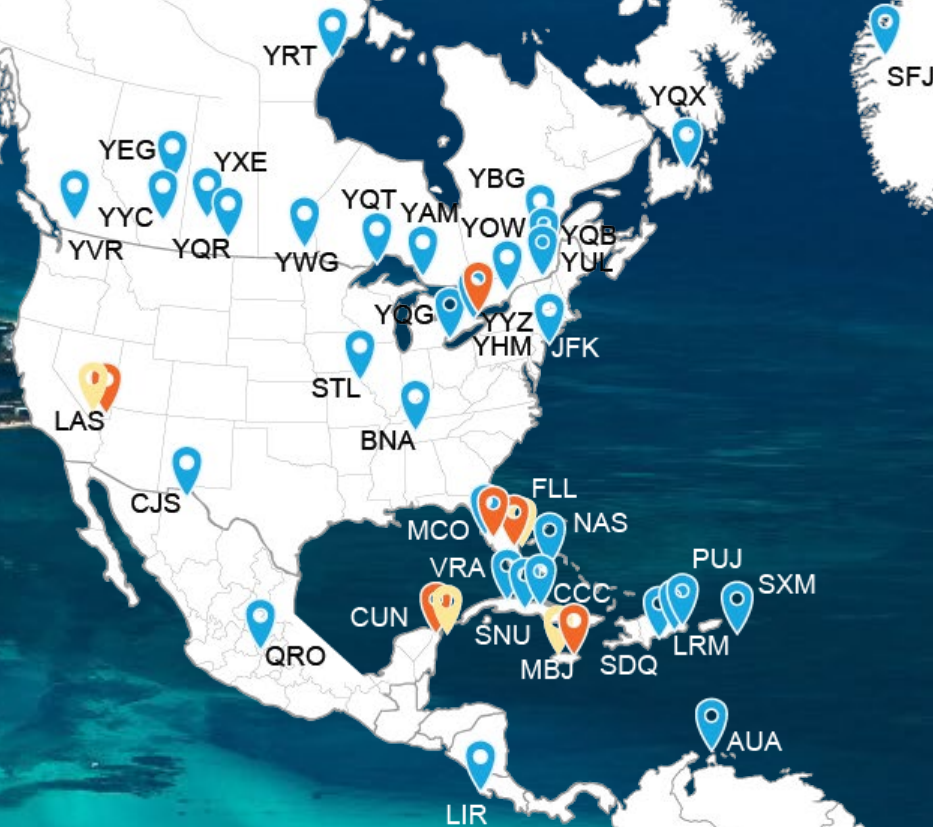 YRT
SFJ
YQX
YEG
YXE
YBG
YQT
YAM
YYC
YOW
YQB
YVR
YQR
YWG
YUL
YQG
YYZ
YHM
JFK
STL
LAS
BNA
CJS
FLL
MCO
NAS
VRA
PUJ
SXM
CCC
CUN
SNU
LRM
QRO
MBJ
SDQ
AUA
LIR